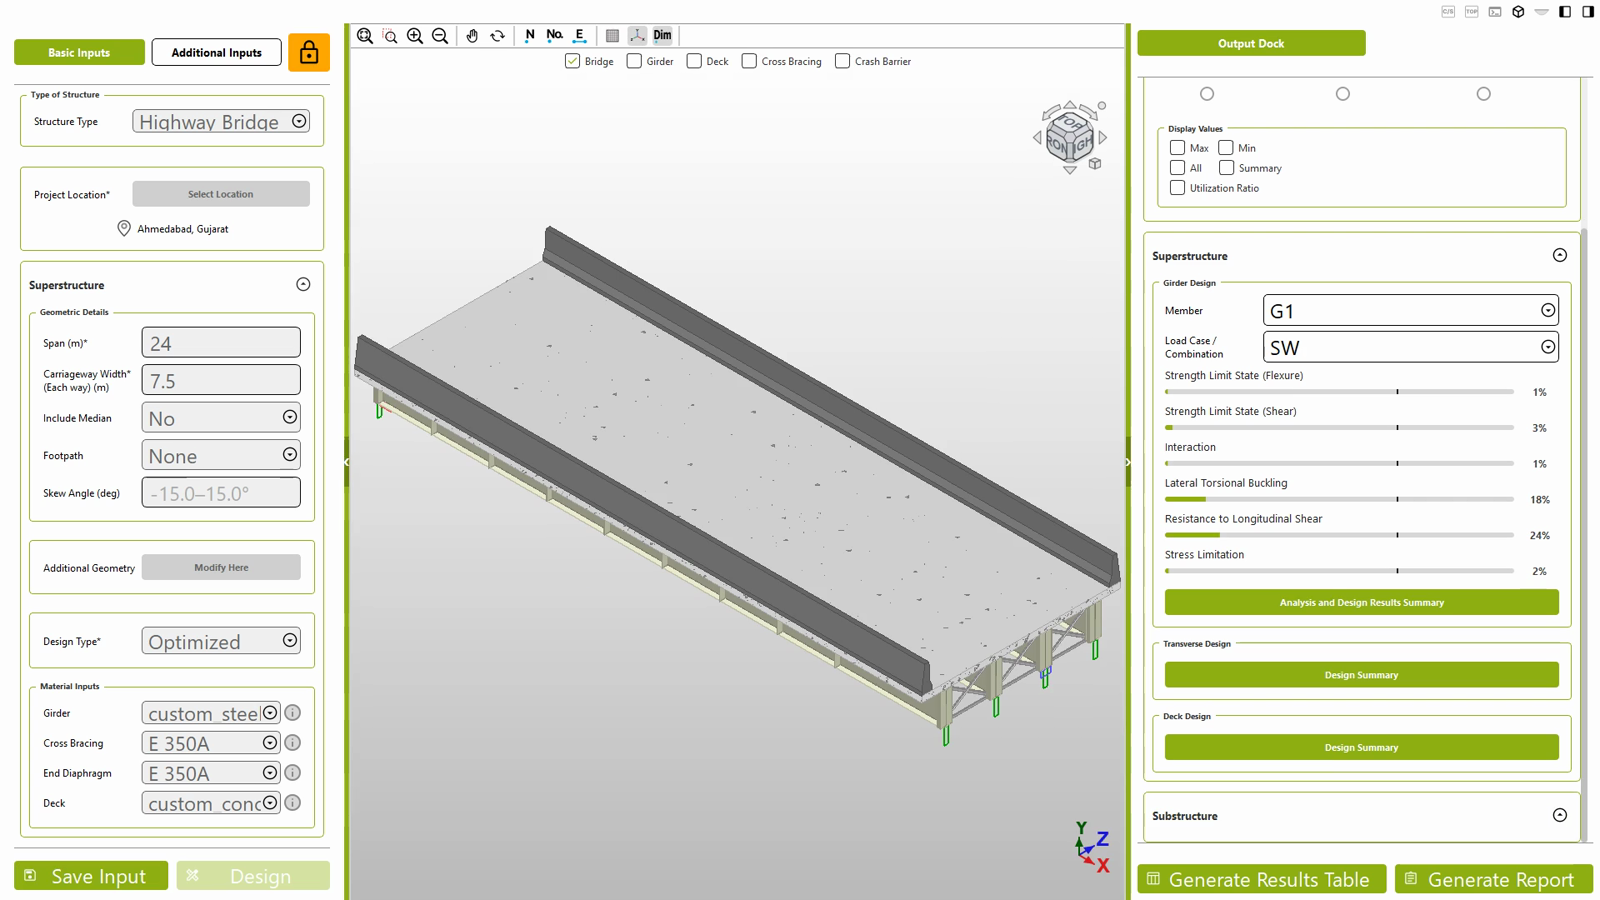 C/S TOP
Basic Inputs
Additional Inputs
N No. E Dim
Output Dock
Bridge
Girder
Deck
Cross Bracing
Crash Barrier
Type of Structure
Structure Type
Highway Bridge
Project Location*
Select Location
Ahmedabad, Gujarat
Superstructure
Geometric Details
Span (m)*
24
Carriageway Width*
(Each way) (m)
7.5
Include Median
No
Footpath
None
Skew Angle (deg)
-15.0–15.0°
Additional Geometry
Modify Here
Design Type*
Optimized
Material Inputs
Girder
custom_steel
Cross Bracing
E 350A
End Diaphragm
E 350A
Deck
custom_conc
Save Input
Design
TOP
RON
IGH
Y
Z
X
Display Values
Max
Min
All
Summary
Utilization Ratio
Superstructure
Girder Design
Member
G1
Load Case /
Combination
SW
Strength Limit State (Flexure)
1%
Strength Limit State (Shear)
3%
Interaction
1%
Lateral Torsional Buckling
18%
Resistance to Longitudinal Shear
24%
Stress Limitation
2%
Analysis and Design Results Summary
Transverse Design
Design Summary
Deck Design
Design Summary
Substructure
Generate Results Table
Generate Report